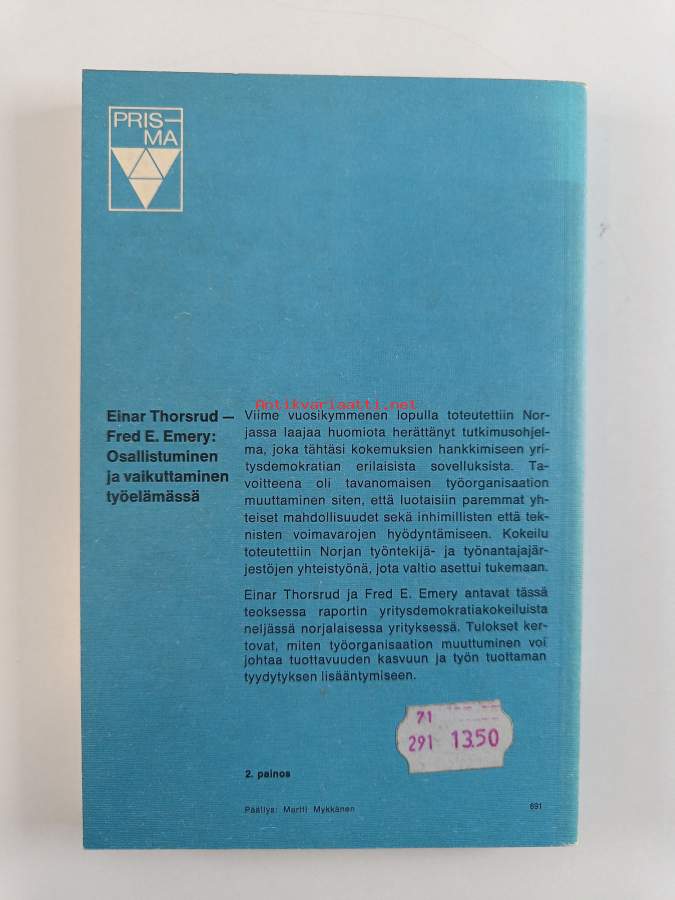 PRIS—
MA
Einar Thorsrud —
Fred E. Emery:
Osallistuminen
ja vaikuttaminen
työelämässä
Antikvariaatti.net
Viime vuosikymmenen lopulla toteutettiin Nor-
jassa laajaa huomiota herättänyt tutkimusohjel-
ma, joka tähtäsi kokemuksien hankkimiseen yri-
tysdemokratian erilaisista sovelluksista. Ta-
voitteena oli tavanomaisen työorganisaation
muuttaminen siten, että luotaisiin paremmat yh-
teiset mahdollisuudet sekä inhimillisten että tek-
nisten voimavarojen hyödyntämiseen. Kokeilu
toteutettiin Norjan työntekijä- ja työnantajajär-
jestöjen yhteistyönä, jota valtio asettui tukemaan.
Einar Thorsrud ja Fred E. Emery antavat tässä
teoksessa raportin yritysdemokratiakokeiluista
neljässä norjalaisessa yrityksessä. Tulokset ker-
tovat, miten työorganisaation muuttuminen voi
johtaa tuottavuuden kasvuun ja työn tuottaman
tyydytyksen lisääntymiseen.
71
291 13.50
2. painos
Päällys: Martti Mykkänen
691